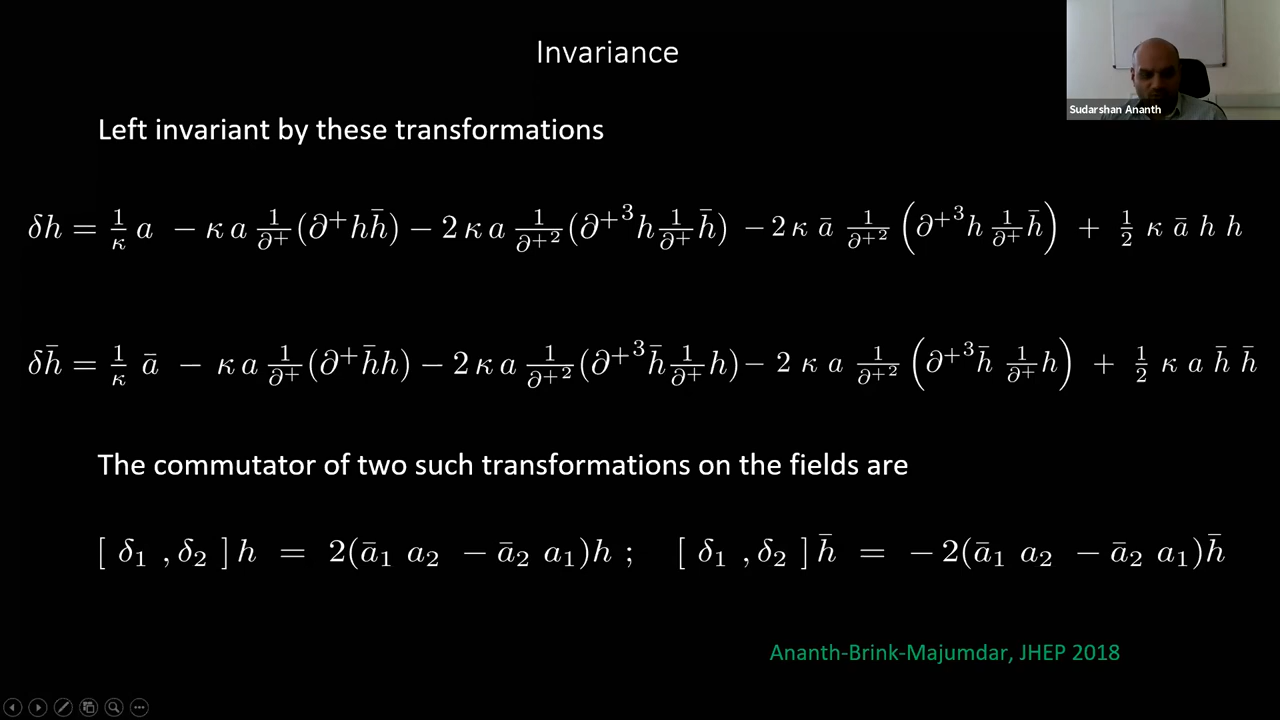 Invariance
Sudarshan Ananth
Left invariant by these transformations
δh = 1/κ a − κ a 1/∂⁺ (∂⁺h h̄) − 2 κ a 1/∂⁺² (∂⁺³h 1/∂⁺ h̄) − 2 κ ā 1/∂⁺² (∂⁺³h 1/∂⁺ h̄) + 1/2 κ ā h h
δh̄ = 1/κ ā − κ a 1/∂⁺ (∂⁺h̄ h) − 2 κ a 1/∂⁺² (∂⁺³h̄ 1/∂⁺ h) − 2 κ a 1/∂⁺² (∂⁺³h̄ 1/∂⁺ h) + 1/2 κ a h̄ h̄
The commutator of two such transformations on the fields are
[ δ₁ , δ₂ ] h = 2(ā₁ a₂ − ā₂ a₁)h ; [ δ₁ , δ₂ ] h̄ = − 2(ā₁ a₂ − ā₂ a₁)h̄
Ananth-Brink-Majumdar, JHEP 2018